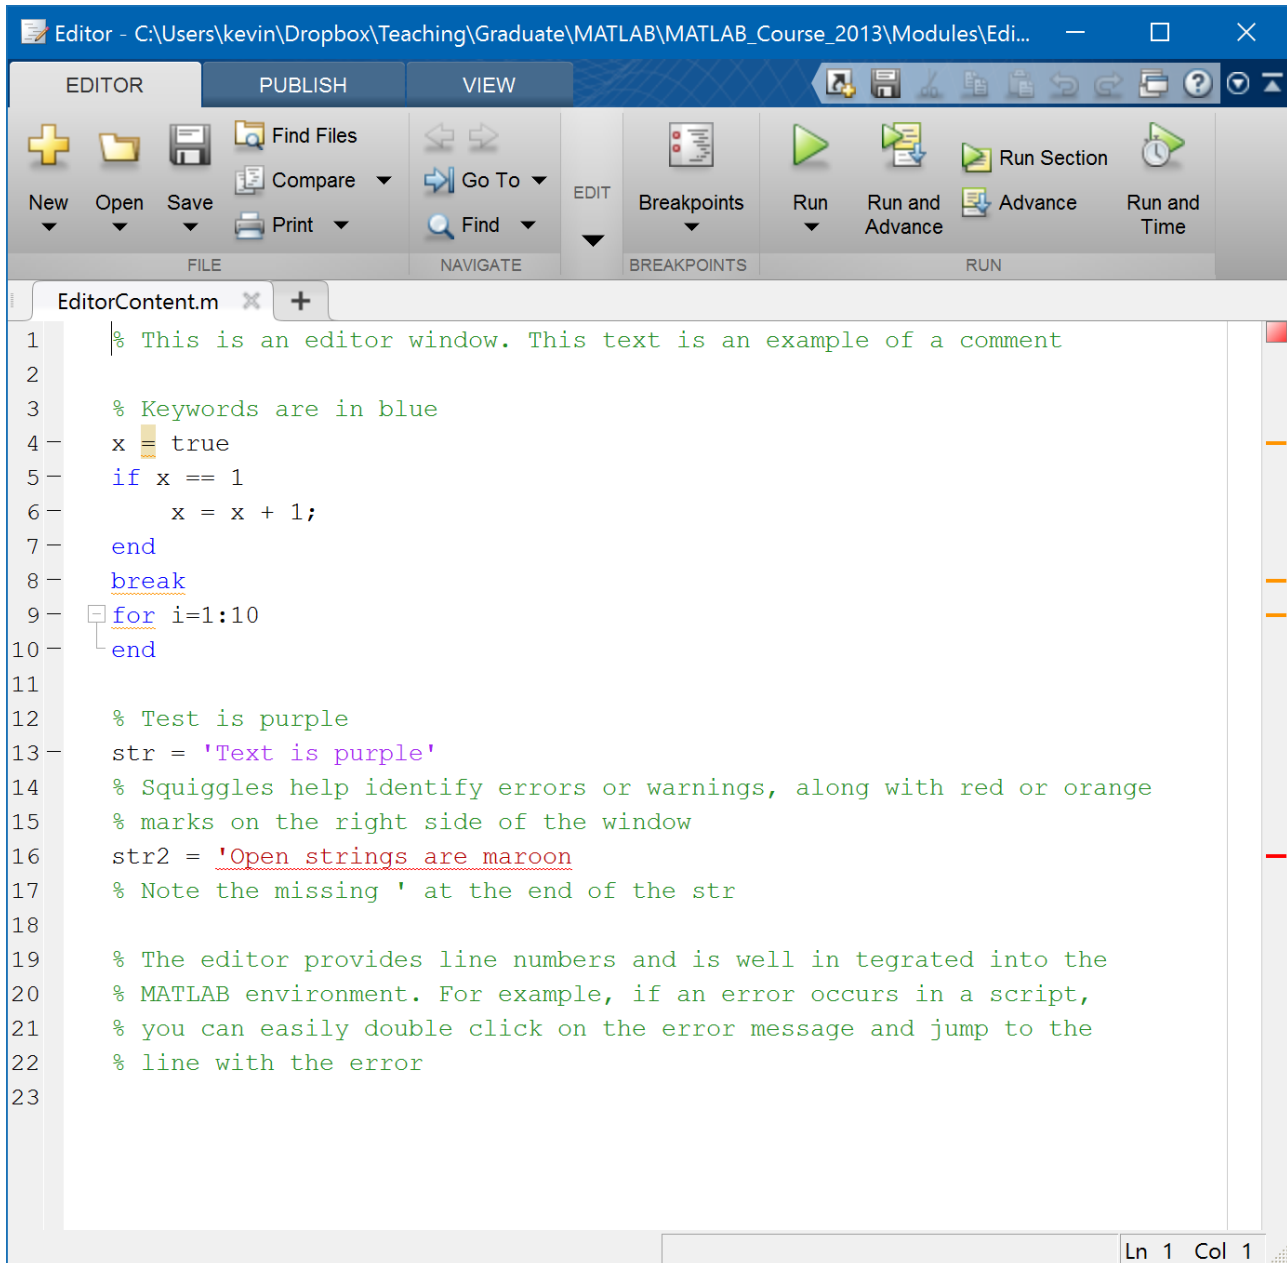 Editor - C:\Users\kevin\Dropbox\Teaching\Graduate\MATLAB\MATLAB_Course_2013\Modules\Edi...
EDITOR PUBLISH VIEW
New Open Save Find Files Compare Print
FILE
Go To Find
NAVIGATE
EDIT
Breakpoints
BREAKPOINTS
Run Run and Advance Run Section Advance Run and Time
RUN
EditorContent.m
1 % This is an editor window. This text is an example of a comment
2
3 % Keywords are in blue
4 x = true
5 if x == 1
6 x = x + 1;
7 end
8 break
9 for i=1:10
10 end
11
12 % Test is purple
13 str = 'Text is purple'
14 % Squiggles help identify errors or warnings, along with red or orange
15 % marks on the right side of the window
16 str2 = 'Open strings are maroon
17 % Note the missing ' at the end of the str
18
19 % The editor provides line numbers and is well in tegrated into the
20 % MATLAB environment. For example, if an error occurs in a script,
21 % you can easily double click on the error message and jump to the
22 % line with the error
23
Ln 1 Col 1